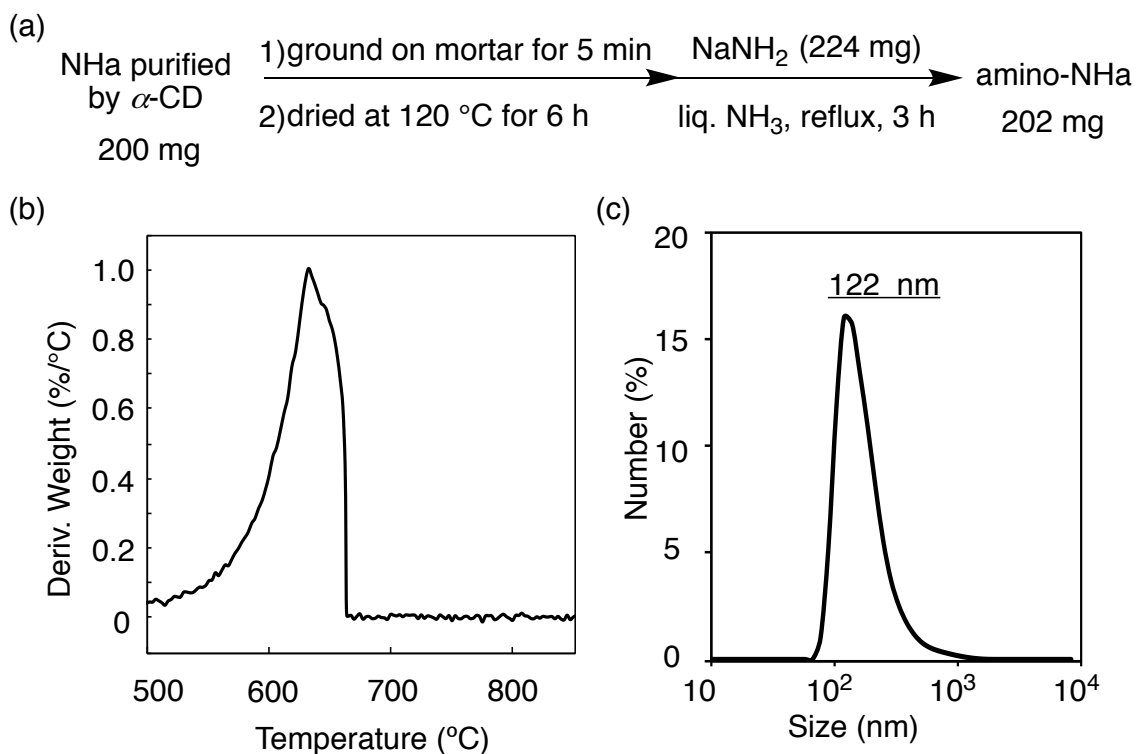 (a)
NHa purified
by α-CD
200 mg
1)ground on mortar for 5 min
2)dried at 120 °C for 6 h
NaNH2 (224 mg)
liq. NH3, reflux, 3 h
amino-NHa
202 mg
(b)
Deriv. Weight (%/°C)
1.0
0.8
0.6
0.4
0.2
0
500 600 700 800
Temperature (ºC)
(c)
Number (%)
20
15
10
5
0
122 nm
10 10² 10³ 10⁴
Size (nm)